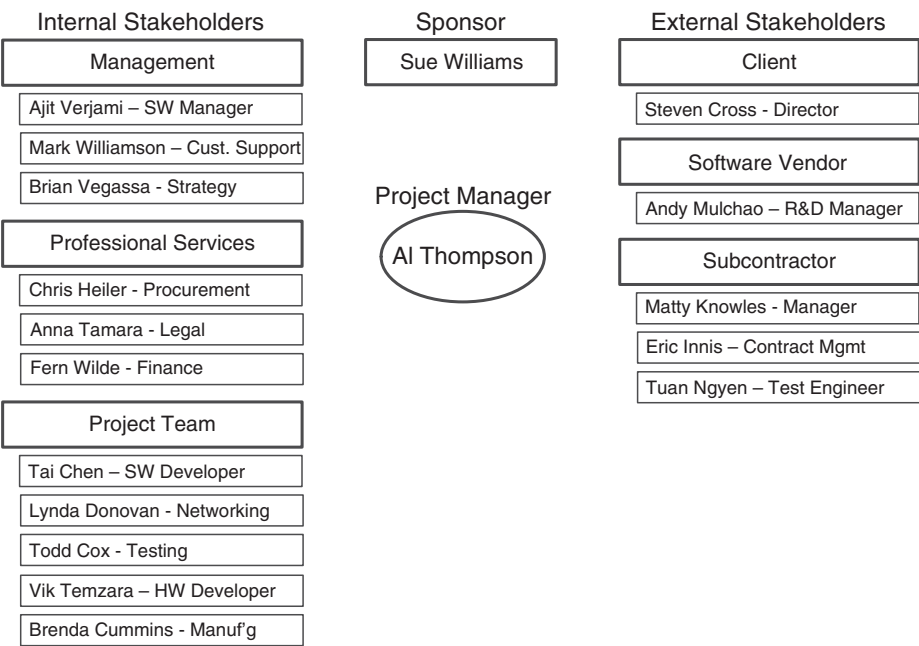 Internal Stakeholders
Management
Ajit Verjami – SW Manager
Mark Williamson – Cust. Support
Brian Vegassa - Strategy
Professional Services
Chris Heiler - Procurement
Anna Tamara - Legal
Fern Wilde - Finance
Project Team
Tai Chen – SW Developer
Lynda Donovan - Networking
Todd Cox - Testing
Vik Temzara – HW Developer
Brenda Cummins - Manuf'g
Sponsor
Sue Williams
Project Manager
Al Thompson
External Stakeholders
Client
Steven Cross - Director
Software Vendor
Andy Mulchao – R&D Manager
Subcontractor
Matty Knowles - Manager
Eric Innis – Contract Mgmt
Tuan Ngyen – Test Engineer